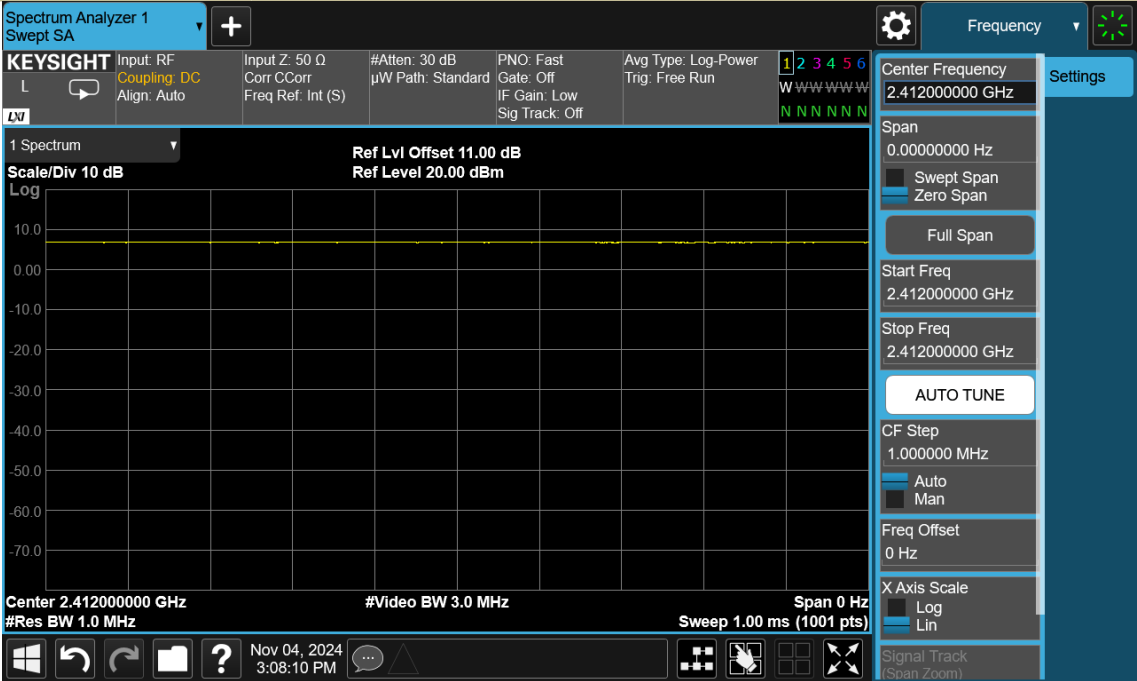 Spectrum Analyzer 1
Swept SA
Frequency
KEYSIGHT
L
LXI
Input: RF
Coupling: DC
Align: Auto
Input Z: 50 Ω
Corr CCorr
Freq Ref: Int (S)
#Atten: 30 dB
µW Path: Standard
PNO: Fast
Gate: Off
IF Gain: Low
Sig Track: Off
Avg Type: Log-Power
Trig: Free Run
1 2 3 4 5 6
W W W W W W
N N N N N N
1 Spectrum
Scale/Div 10 dB
Log
Ref Lvl Offset 11.00 dB
Ref Level 20.00 dBm
10.0
0.00
-10.0
-20.0
-30.0
-40.0
-50.0
-60.0
-70.0
Center 2.412000000 GHz
#Res BW 1.0 MHz
#Video BW 3.0 MHz
Span 0 Hz
Sweep 1.00 ms (1001 pts)
Center Frequency
2.412000000 GHz
Settings
Span
0.00000000 Hz
Swept Span
Zero Span
Full Span
Start Freq
2.412000000 GHz
Stop Freq
2.412000000 GHz
AUTO TUNE
CF Step
1.000000 MHz
Auto
Man
Freq Offset
0 Hz
X Axis Scale
Log
Lin
Signal Track
(Span Zoom)
?
Nov 04, 2024
3:08:10 PM